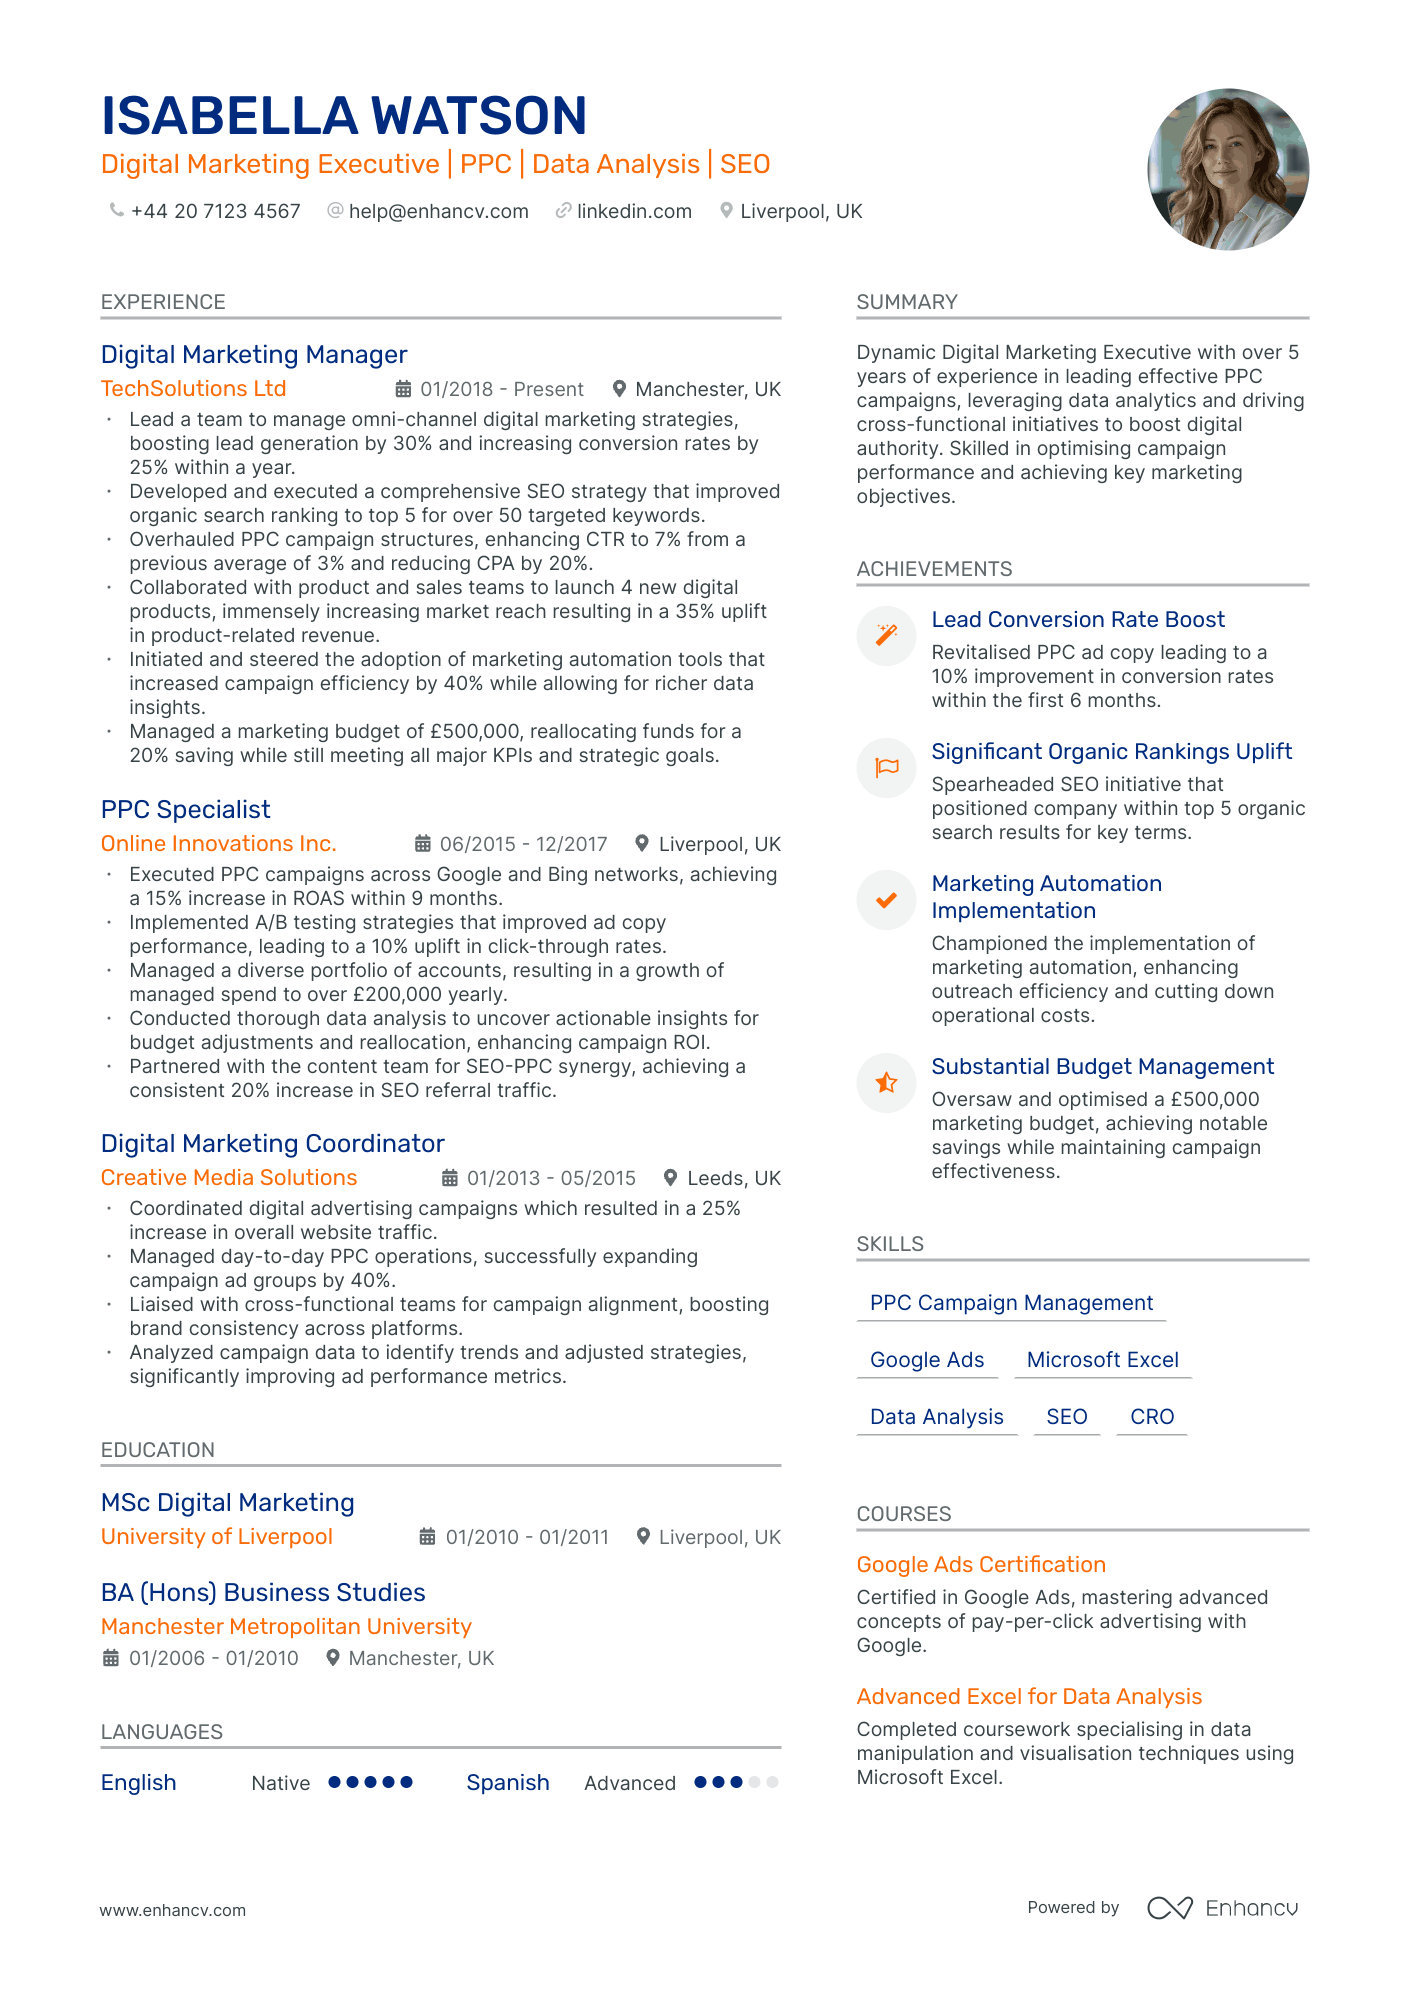 ISABELLA WATSON
Digital Marketing Executive | PPC | Data Analysis | SEO
+44 20 7123 4567 help@enhancv.com linkedin.com Liverpool, UK
EXPERIENCE
Digital Marketing Manager
TechSolutions Ltd 01/2018 - Present Manchester, UK
· Lead a team to manage omni-channel digital marketing strategies,
boosting lead generation by 30% and increasing conversion rates by
25% within a year.
· Developed and executed a comprehensive SEO strategy that improved
organic search ranking to top 5 for over 50 targeted keywords.
· Overhauled PPC campaign structures, enhancing CTR to 7% from a
previous average of 3% and reducing CPA by 20%.
· Collaborated with product and sales teams to launch 4 new digital
products, immensely increasing market reach resulting in a 35% uplift
in product-related revenue.
· Initiated and steered the adoption of marketing automation tools that
increased campaign efficiency by 40% while allowing for richer data
insights.
· Managed a marketing budget of £500,000, reallocating funds for a
20% saving while still meeting all major KPIs and strategic goals.
PPC Specialist
Online Innovations Inc. 06/2015 - 12/2017 Liverpool, UK
· Executed PPC campaigns across Google and Bing networks, achieving
a 15% increase in ROAS within 9 months.
· Implemented A/B testing strategies that improved ad copy
performance, leading to a 10% uplift in click-through rates.
· Managed a diverse portfolio of accounts, resulting in a growth of
managed spend to over £200,000 yearly.
· Conducted thorough data analysis to uncover actionable insights for
budget adjustments and reallocation, enhancing campaign ROI.
· Partnered with the content team for SEO-PPC synergy, achieving a
consistent 20% increase in SEO referral traffic.
Digital Marketing Coordinator
Creative Media Solutions 01/2013 - 05/2015 Leeds, UK
· Coordinated digital advertising campaigns which resulted in a 25%
increase in overall website traffic.
· Managed day-to-day PPC operations, successfully expanding
campaign ad groups by 40%.
· Liaised with cross-functional teams for campaign alignment, boosting
brand consistency across platforms.
· Analyzed campaign data to identify trends and adjusted strategies,
significantly improving ad performance metrics.
EDUCATION
MSc Digital Marketing
University of Liverpool 01/2010 - 01/2011 Liverpool, UK
BA (Hons) Business Studies
Manchester Metropolitan University
01/2006 - 01/2010 Manchester, UK
LANGUAGES
English Native Spanish Advanced
SUMMARY
Dynamic Digital Marketing Executive with over 5
years of experience in leading effective PPC
campaigns, leveraging data analytics and driving
cross-functional initiatives to boost digital
authority. Skilled in optimising campaign
performance and achieving key marketing
objectives.
ACHIEVEMENTS
Lead Conversion Rate Boost
Revitalised PPC ad copy leading to a
10% improvement in conversion rates
within the first 6 months.
Significant Organic Rankings Uplift
Spearheaded SEO initiative that
positioned company within top 5 organic
search results for key terms.
Marketing Automation
Implementation
Championed the implementation of
marketing automation, enhancing
outreach efficiency and cutting down
operational costs.
Substantial Budget Management
Oversaw and optimised a £500,000
marketing budget, achieving notable
savings while maintaining campaign
effectiveness.
SKILLS
PPC Campaign Management
Google Ads Microsoft Excel
Data Analysis SEO CRO
COURSES
Google Ads Certification
Certified in Google Ads, mastering advanced
concepts of pay-per-click advertising with
Google.
Advanced Excel for Data Analysis
Completed coursework specialising in data
manipulation and visualisation techniques using
Microsoft Excel.
www.enhancv.com
Powered by Enhancv